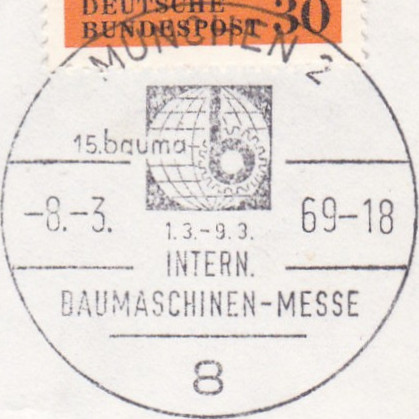 DEUTSCHE
BUNDESPOST 30
MÜNCHEN 2
15.bauma
-8.-3. 69-18
1.3.-9.3.
INTERN.
BAUMASCHINEN-MESSE
8